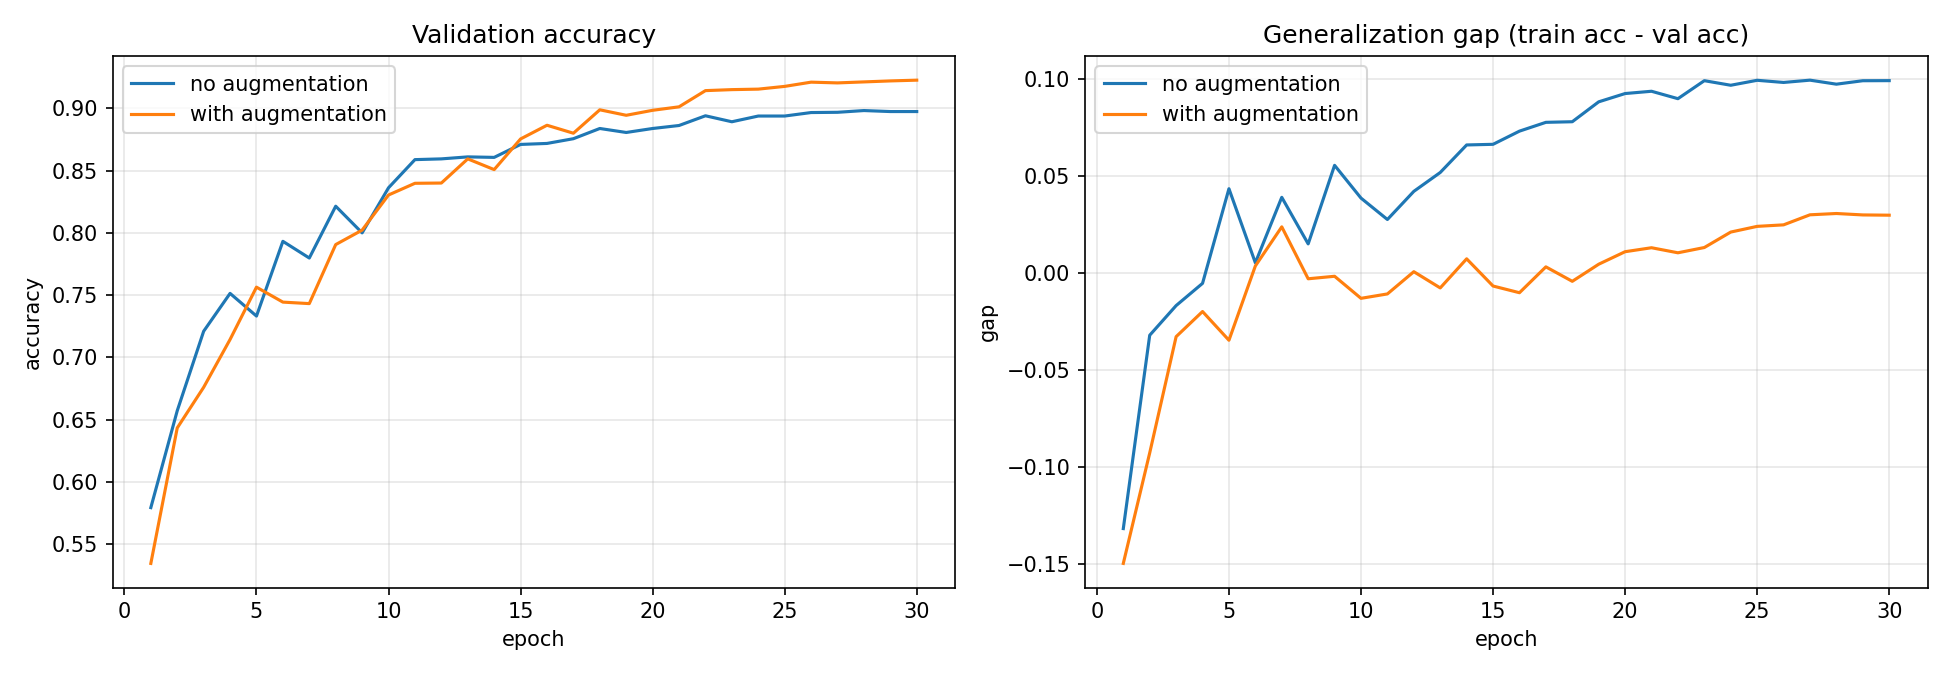 Validation accuracy
no augmentation
with augmentation
0.90
0.85
0.80
0.75
0.70
0.65
0.60
0.55
accuracy
0 5 10 15 20 25 30
epoch
Generalization gap (train acc - val acc)
no augmentation
with augmentation
0.10
0.05
0.00
−0.05
−0.10
−0.15
gap
0 5 10 15 20 25 30
epoch